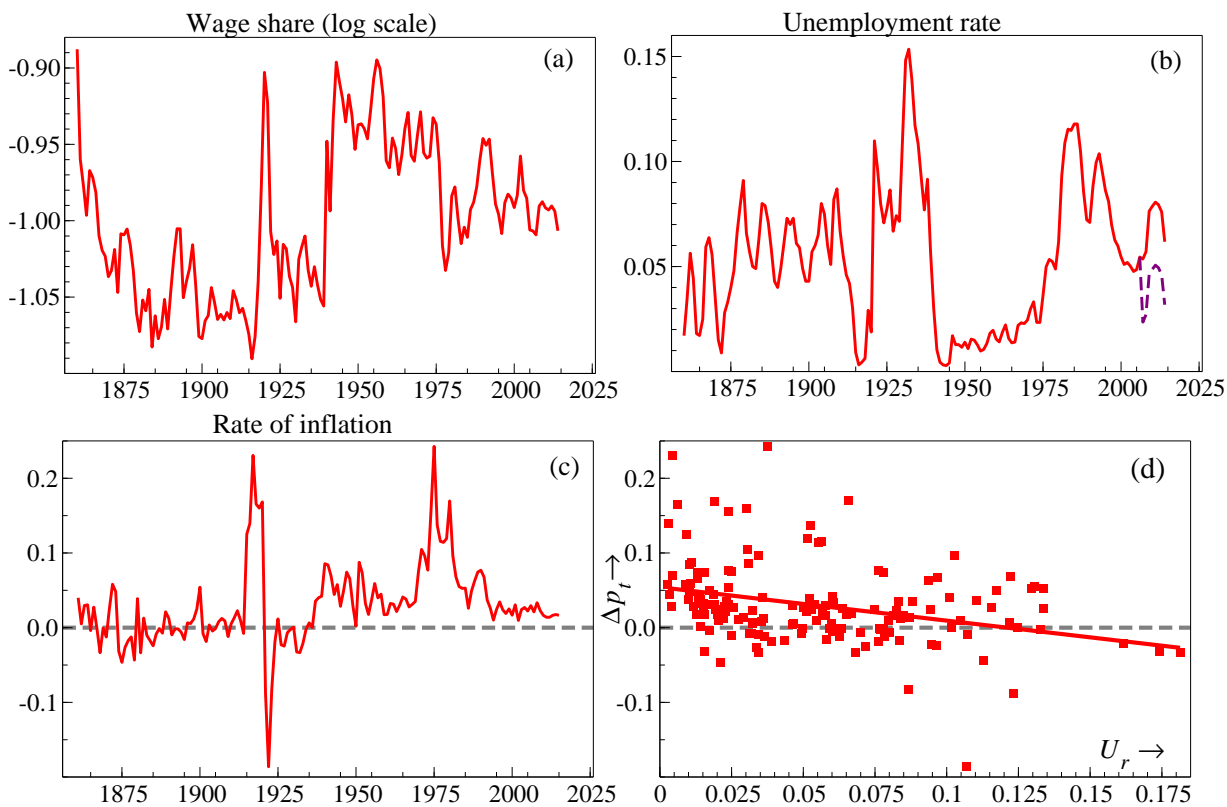 Wage share (log scale)
(a)
-0.90
-0.95
-1.00
-1.05
1875 1900 1925 1950 1975 2000 2025
Unemployment rate
(b)
0.15
0.10
0.05
1875 1900 1925 1950 1975 2000 2025
Rate of inflation
(c)
0.2
0.1
0.0
-0.1
1875 1900 1925 1950 1975 2000 2025
(d)
0.2
0.1
0.0
-0.1
Δp_t →
U_r →
0 0.025 0.05 0.075 0.1 0.125 0.15 0.175